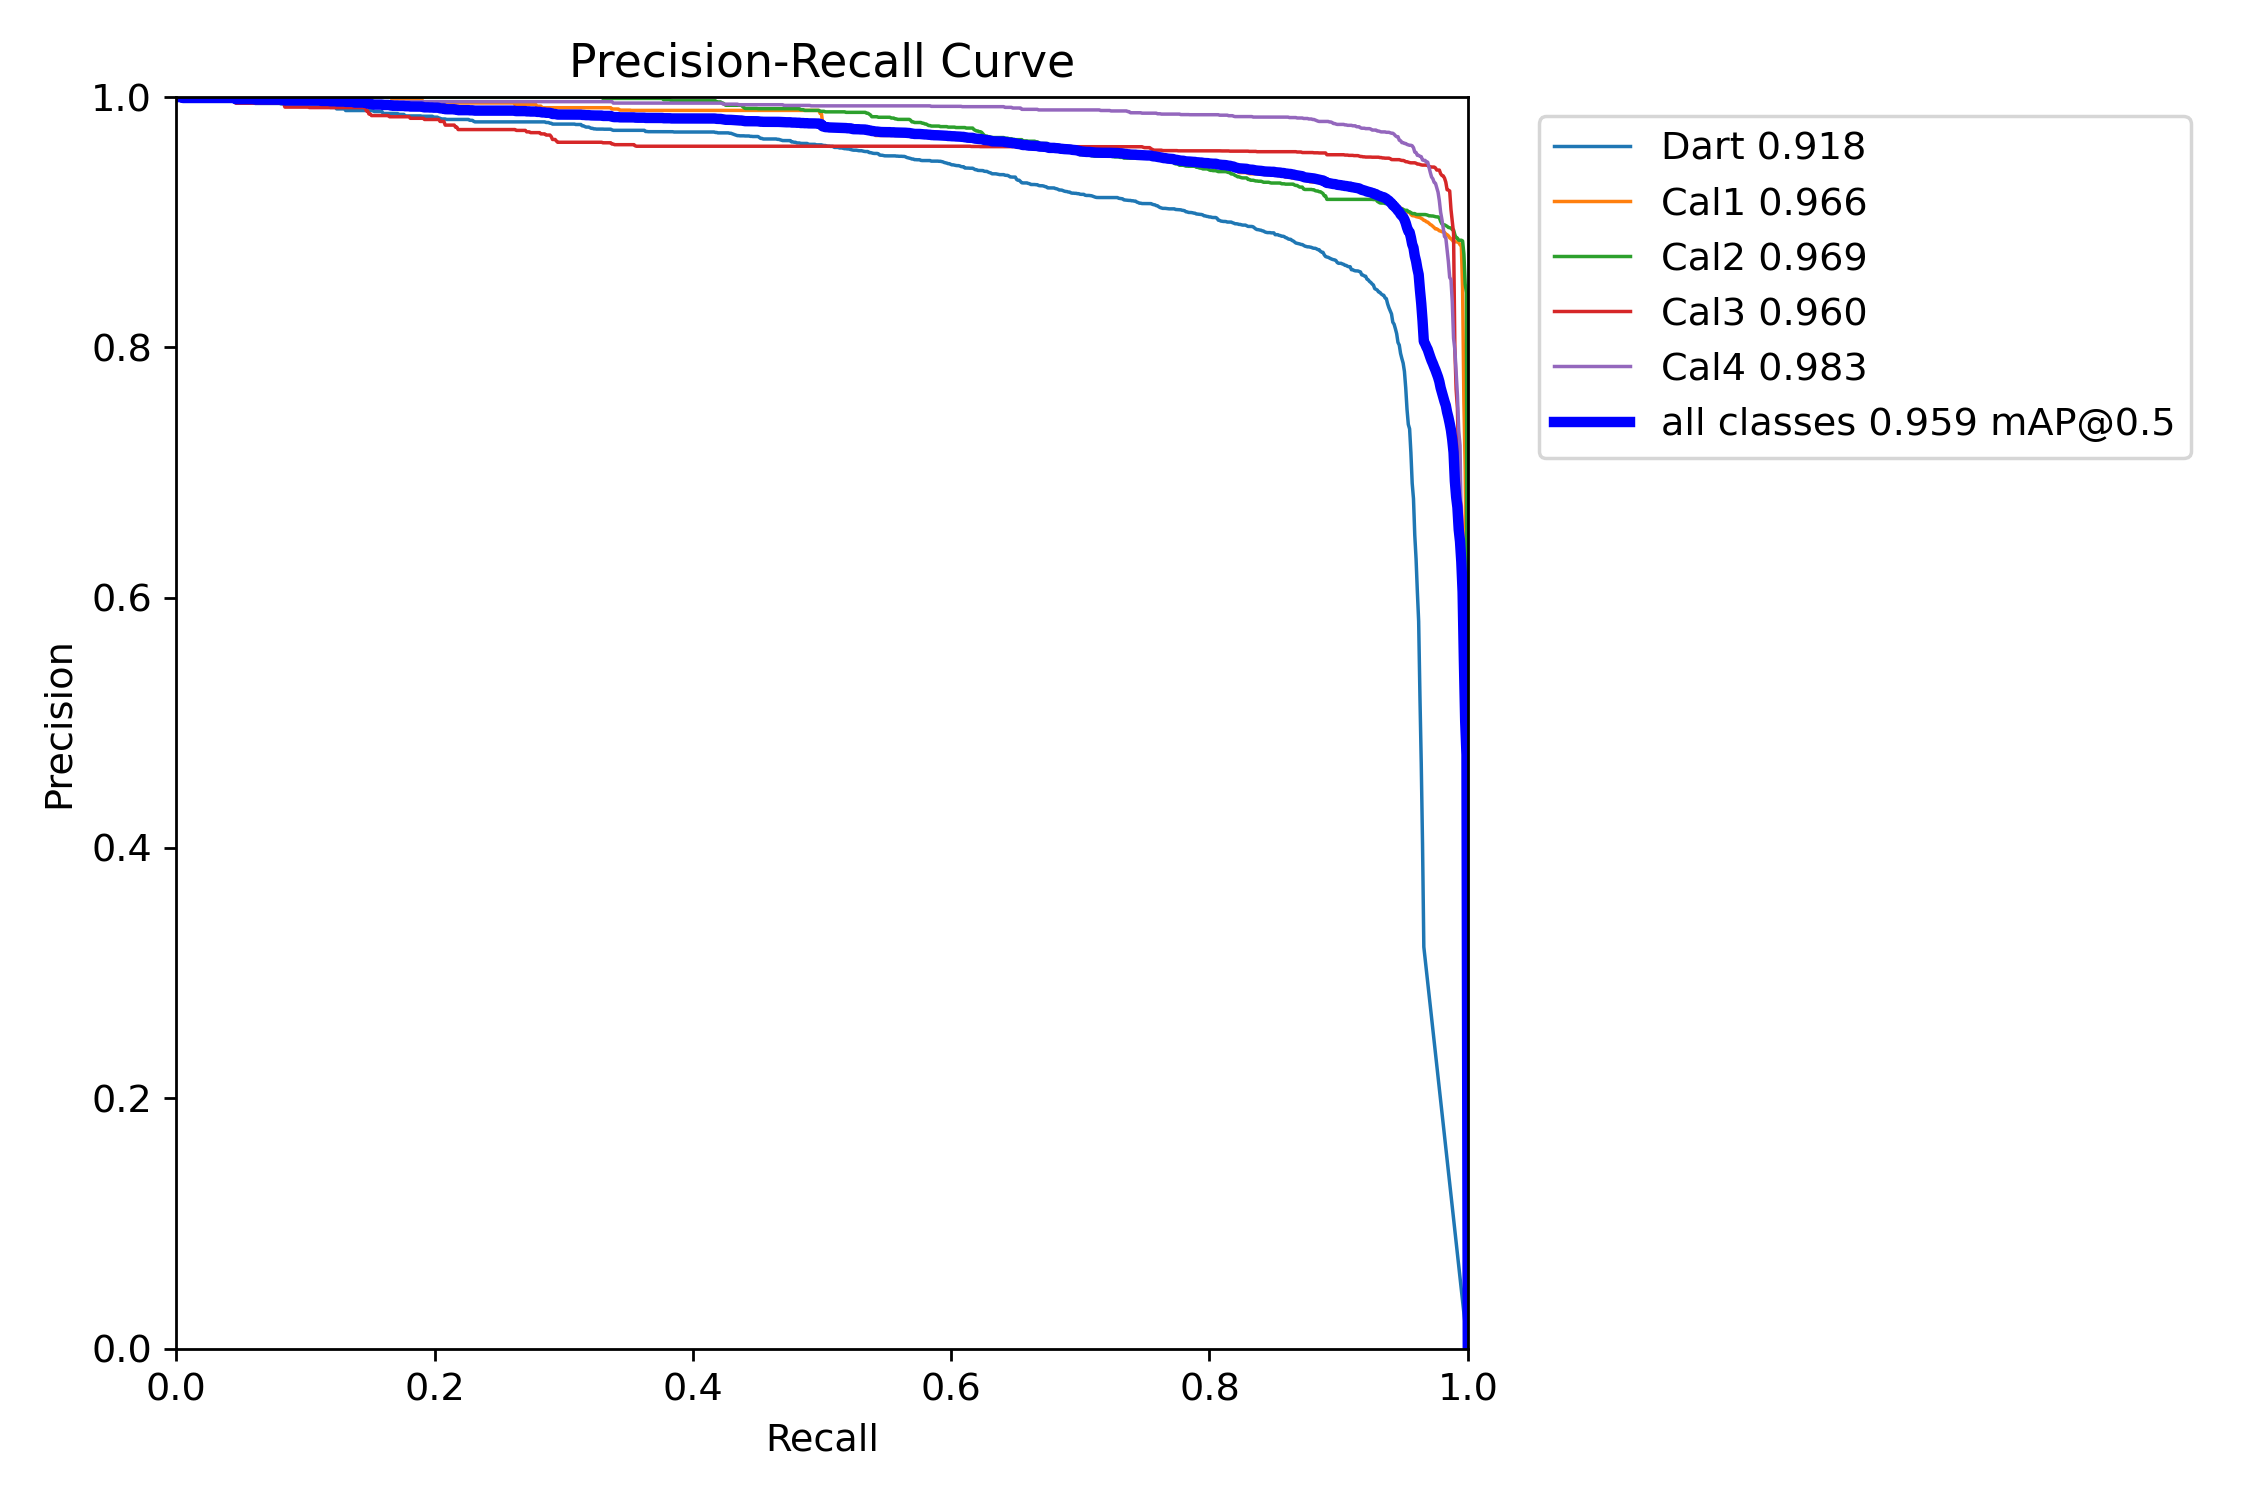 Precision-Recall Curve
1.0
0.8
0.6
0.4
0.2
0.0
Precision
0.0 0.2 0.4 0.6 0.8 1.0
Recall
Dart 0.918
Cal1 0.966
Cal2 0.969
Cal3 0.960
Cal4 0.983
all classes 0.959 mAP@0.5